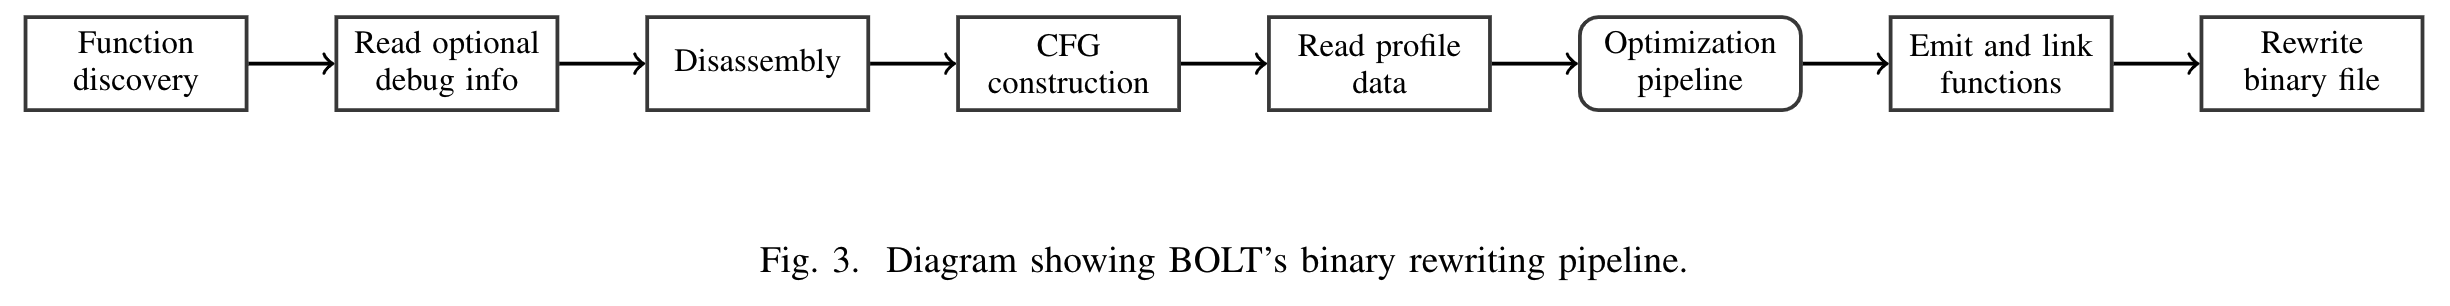 Function
discovery
Read optional
debug info
Disassembly
CFG
construction
Read profile
data
Optimization
pipeline
Emit and link
functions
Rewrite
binary file
Fig. 3. Diagram showing BOLT’s binary rewriting pipeline.